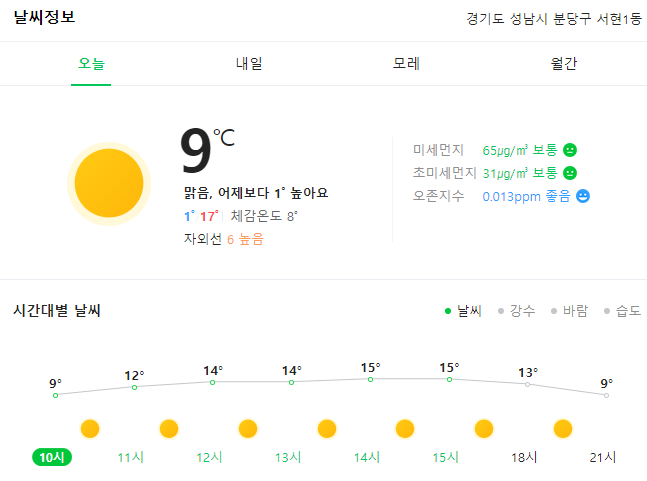 날씨정보 경기도 성남시 분당구 서현1동
오늘 내일 모레 월간
9℃
맑음, 어제보다 1˚ 높아요
1˚ 17˚ 체감온도 8˚
자외선 6 높음
미세먼지 65㎍/㎥ 보통
초미세먼지 31㎍/㎥ 보통
오존지수 0.013ppm 좋음
시간대별 날씨 날씨 강수 바람 습도
9° 12° 14° 14° 15° 15° 13° 9°
10시 11시 12시 13시 14시 15시 18시 21시